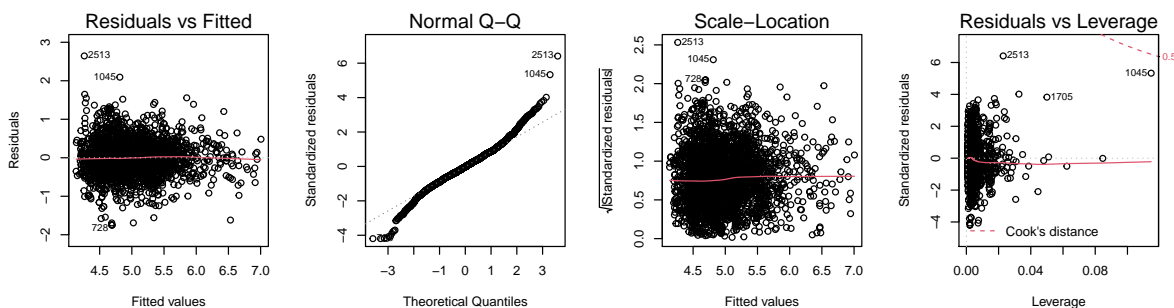 Residuals vs Fitted
Residuals
3
2
1
0
−1
−2
2513
1045
728
4.5 5.0 5.5 6.0 6.5 7.0
Fitted values
Normal Q−Q
Standardized residuals
6
4
2
0
−2
−4
2513
1045
−3 −2 −1 0 1 2 3
Theoretical Quantiles
Scale−Location
√|Standardized residuals|
2.5
2.0
1.5
1.0
0.5
0.0
2513
1045
728
4.5 5.0 5.5 6.0 6.5 7.0
Fitted values
Residuals vs Leverage
Standardized residuals
6
4
2
0
−2
−4
2513
1045
1705
0.5
Cook's distance
0.00 0.04 0.08
Leverage